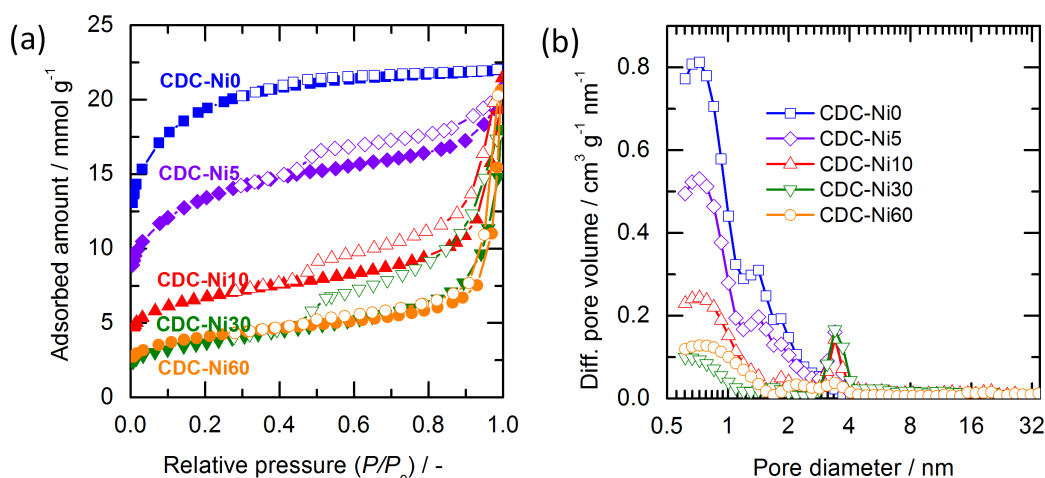 (a)
25
20
15
10
5
0
0.0 0.2 0.4 0.6 0.8 1.0
Adsorbed amount / mmol g⁻¹
Relative pressure (P/P₀) / -
CDC-Ni0
CDC-Ni5
CDC-Ni10
CDC-Ni30
CDC-Ni60
(b)
0.8
0.6
0.4
0.2
0.0
0.5 1 2 4 8 16 32
Diff. pore volume / cm³ g⁻¹ nm⁻¹
Pore diameter / nm
CDC-Ni0
CDC-Ni5
CDC-Ni10
CDC-Ni30
CDC-Ni60